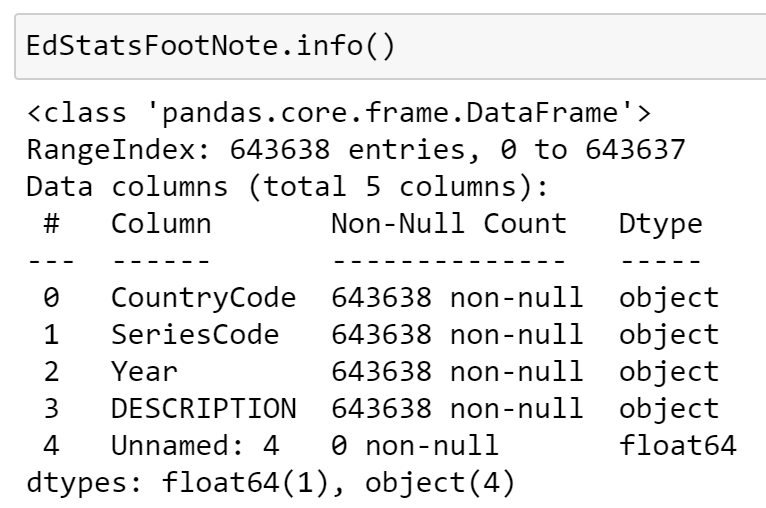 EdStatsFootNote.info()
<class 'pandas.core.frame.DataFrame'>
RangeIndex: 643638 entries, 0 to 643637
Data columns (total 5 columns):
 #   Column       Non-Null Count   Dtype
---  ------       --------------   -----
 0   CountryCode  643638 non-null  object
 1   SeriesCode   643638 non-null  object
 2   Year         643638 non-null  object
 3   DESCRIPTION  643638 non-null  object
 4   Unnamed: 4   0 non-null       float64
dtypes: float64(1), object(4)